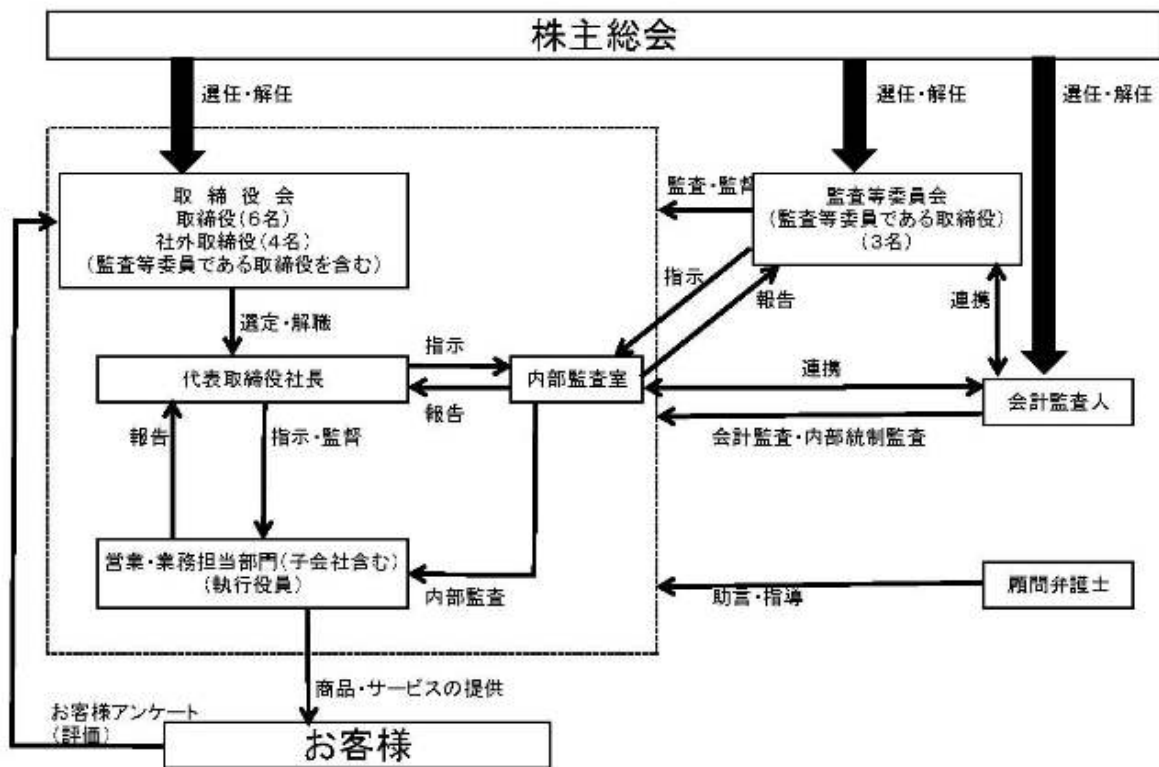 株主総会
選任・解任
選任・解任
選任・解任
取締役会
取締役(6名)
社外取締役(4名)
(監査等委員である取締役を含む)
監査・監督
監査等委員会
(監査等委員である取締役)
(3名)
指示
報告
連携
選定・解職
指示
代表取締役社長
内部監査室
連携
会計監査人
報告
報告
指示・監督
会計監査・内部統制監査
営業・業務担当部門(子会社含む)
(執行役員)
内部監査
助言・指導
顧問弁護士
商品・サービスの提供
お客様アンケート
(評価)
お客様